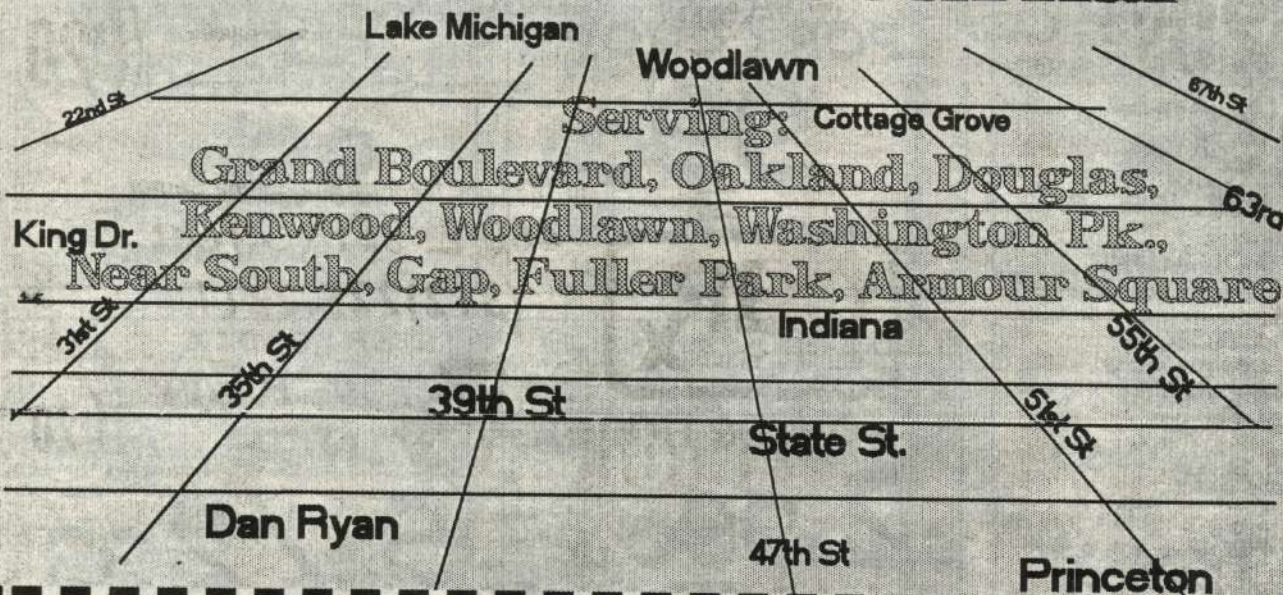 Lake Michigan
Woodlawn
22nd St
67th St
Serving:
Cottage Grove
Grand Boulevard, Oakland, Douglas,
63rd
King Dr.
Kenwood, Woodlawn, Washington Pk.,
Near South, Gap, Fuller Park, Armour Square
31st St
Indiana
55th St
35th St
39th St
51st St
State St.
Dan Ryan
47th St
Princeton